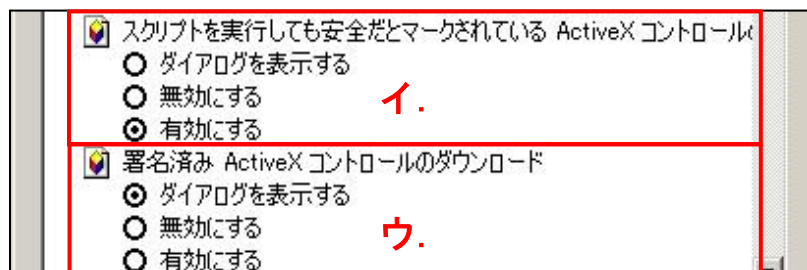 スクリプトを実行しても安全だとマークされている ActiveX コントロール
ダイアログを表示する
無効にする
イ.
有効にする
署名済み ActiveX コントロールのダウンロード
ダイアログを表示する
無効にする
ウ.
有効にする